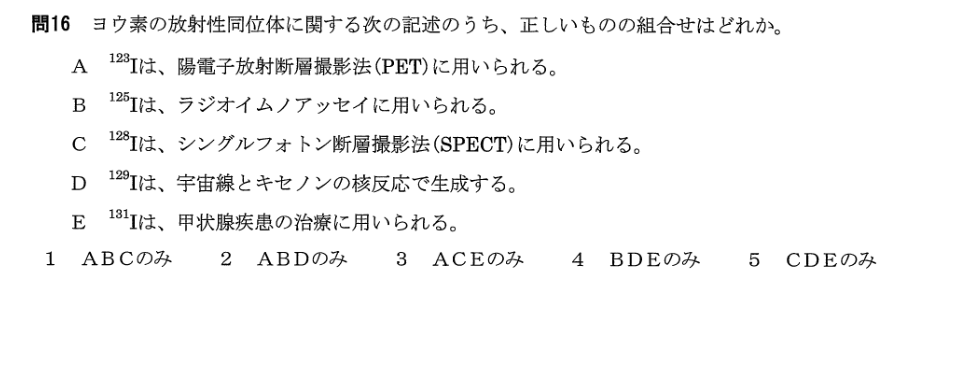 問16　ヨウ素の放射性同位体に関する次の記述のうち、正しいものの組合せはどれか。
A　¹²³Iは、陽電子放射断層撮影法(PET)に用いられる。
B　¹²⁵Iは、ラジオイムノアッセイに用いられる。
C　¹²⁸Iは、シングルフォトン断層撮影法(SPECT)に用いられる。
D　¹²⁹Iは、宇宙線とキセノンの核反応で生成する。
E　¹³¹Iは、甲状腺疾患の治療に用いられる。
1　ABCのみ　2　ABDのみ　3　ACEのみ　4　BDEのみ　5　CDEのみ